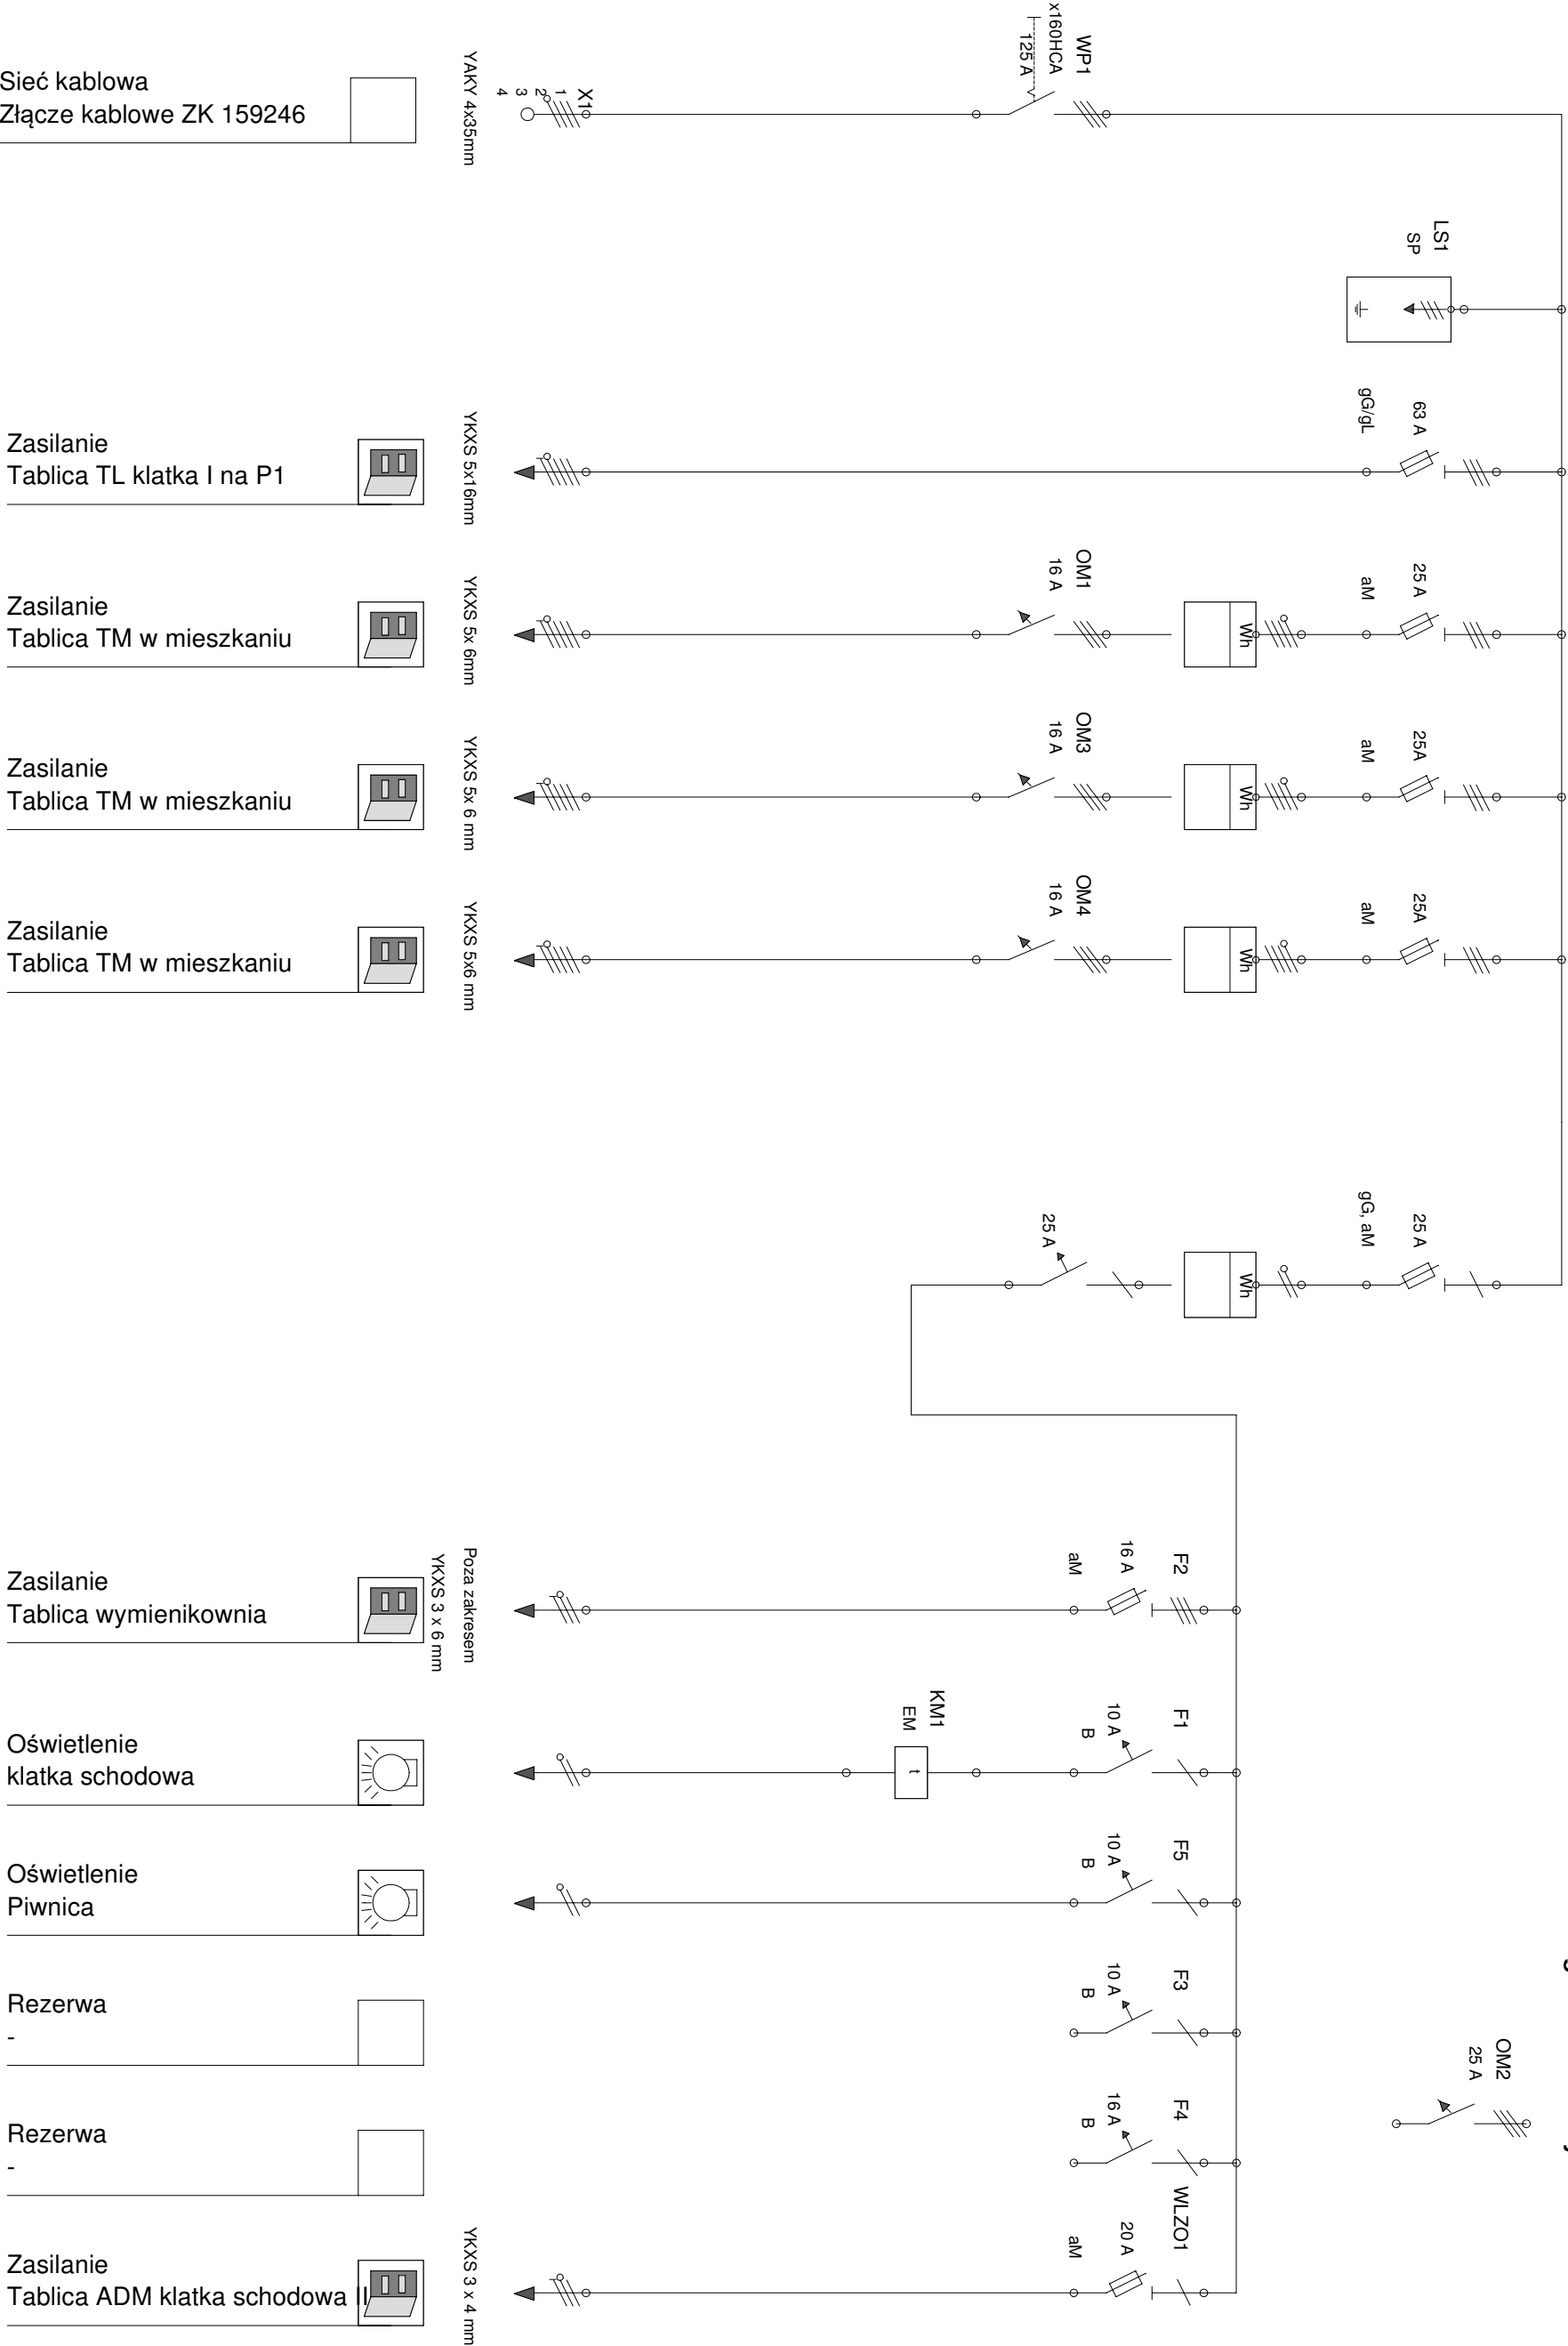 WP1
x160HCA
125 A
X1
1
2
3
4
YAKY 4x35mm
Sieć kablowa
Złącze kablowe ZK 159246
LS1
SP
63 A
gG/gL
YKXS 5x16mm
Zasilanie
Tablica TL klatka I na P1
25 A
aM
Wh
OM1
16 A
YKXS 5x 6mm
Zasilanie
Tablica TM w mieszkaniu
25A
aM
Wh
OM3
16 A
YKXS 5x 6 mm
Zasilanie
Tablica TM w mieszkaniu
25A
aM
Wh
OM4
16 A
YKXS 5x6 mm
Zasilanie
Tablica TM w mieszkaniu
25 A
gG, aM
Wh
25 A
F2
16 A
aM
Poza zakresem
YKXS 3 x 6 mm
Zasilanie
Tablica wymienikownia
F1
10 A
B
KM1
EM
t
Oświetlenie
klatka schodowa
F5
10 A
B
Oświetlenie
Piwnica
F3
10 A
B
Rezerwa
-
OM2
25 A
F4
16 A
B
Rezerwa
-
WLZO1
20 A
aM
YKXS 3 x 4 mm
Zasilanie
Tablica ADM klatka schodowa II